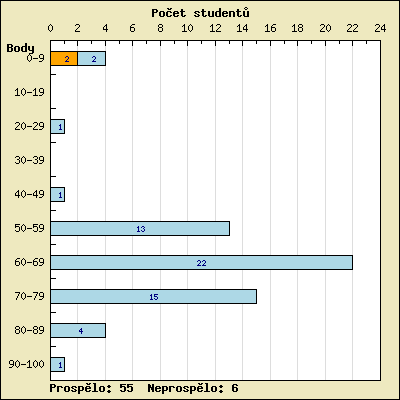 Počet studentů
0 2 4 6 8 10 12 14 16 18 20 22 24
Body
0-9 2 2
10-19
20-29 1
30-39
40-49 1
50-59 13
60-69 22
70-79 15
80-89 4
90-100 1
Prospělo: 55 Neprospělo: 6